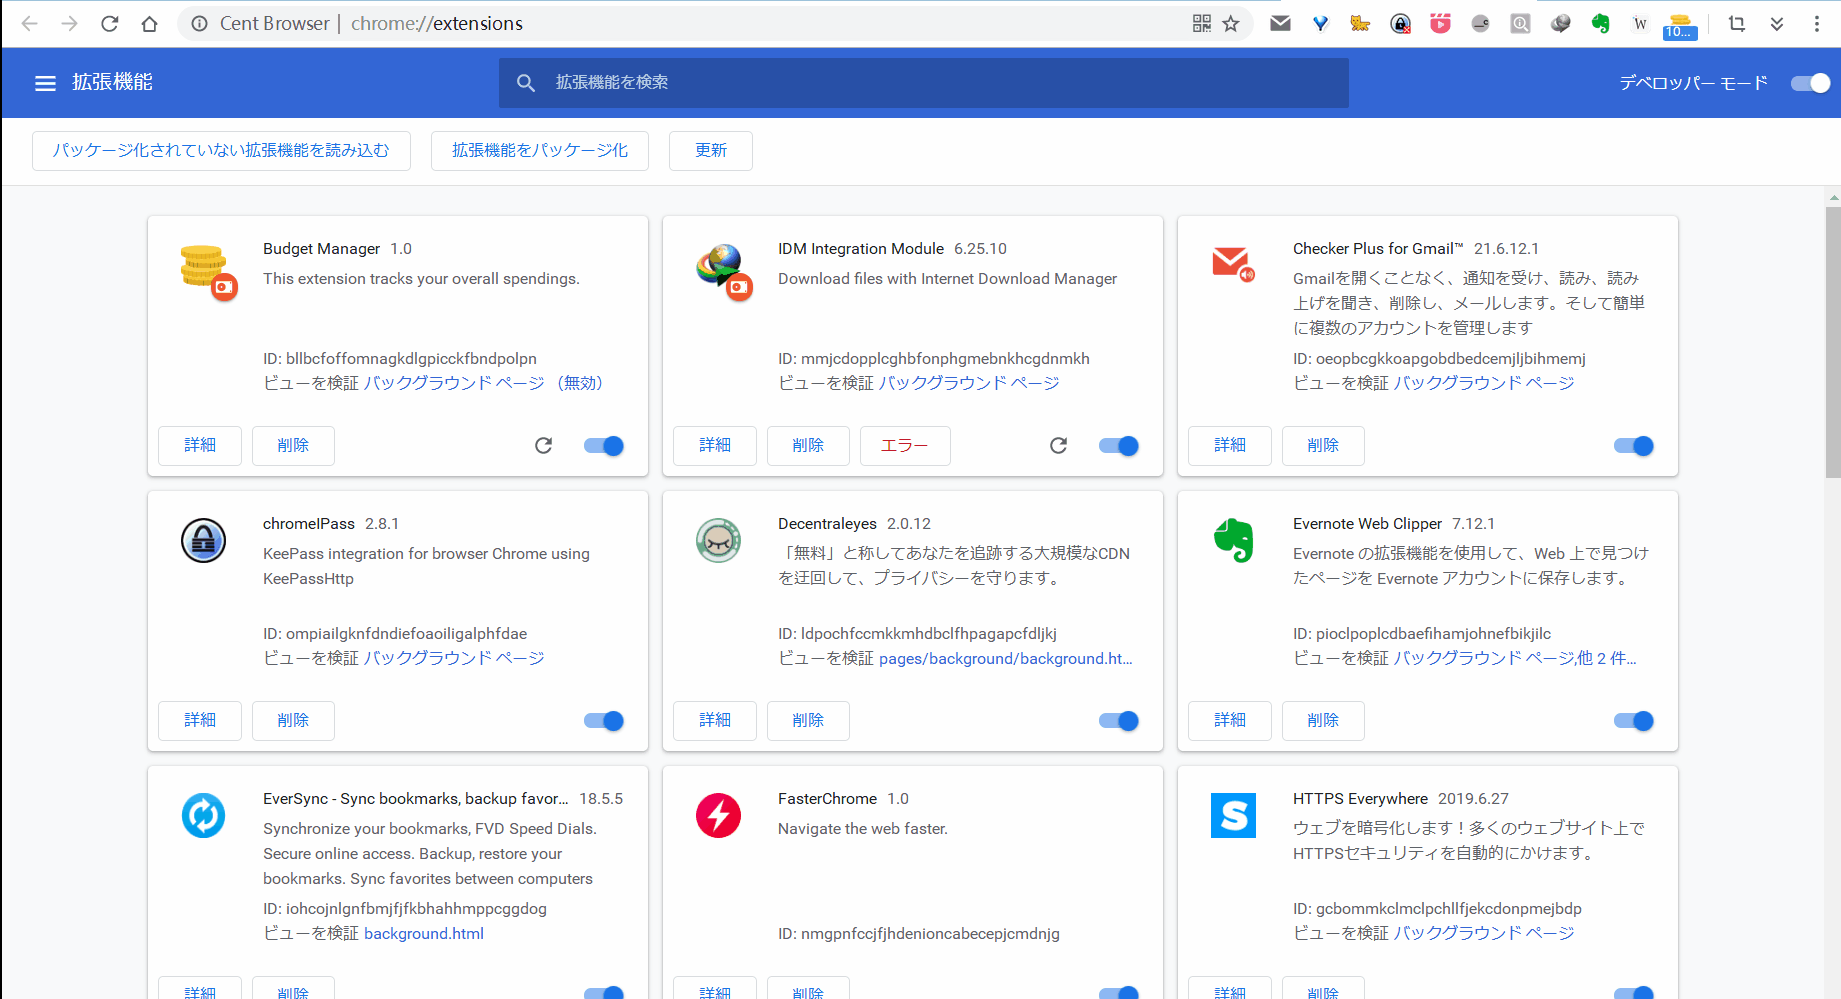 Cent Browser | chrome://extensions
W
10...
拡張機能
拡張機能を検索
デベロッパー モード
パッケージ化されていない拡張機能を読み込む
拡張機能をパッケージ化
更新
Budget Manager 1.0
This extension tracks your overall spendings.
ID: bllbcfoffomnagkdlgpicckfbndpolpn
ビューを検証 バックグラウンド ページ （無効）
詳細
削除
IDM Integration Module 6.25.10
Download files with Internet Download Manager
ID: mmjcdopplcghbfonphgmebnkhcgdnmkh
ビューを検証 バックグラウンド ページ
詳細
削除
エラー
Checker Plus for Gmail™ 21.6.12.1
Gmailを開くことなく、通知を受け、読み、読み
上げを聞き、削除し、メールします。そして簡単
に複数のアカウントを管理します
ID: oeopbcgkkoapgobdbedcemjljbihmemj
ビューを検証 バックグラウンド ページ
詳細
削除
chromeIPass 2.8.1
KeePass integration for browser Chrome using
KeePassHttp
ID: ompiailgknfdndiefoaoiligalphfdae
ビューを検証 バックグラウンド ページ
詳細
削除
Decentraleyes 2.0.12
「無料」と称してあなたを追跡する大規模なCDN
を迂回して、プライバシーを守ります。
ID: ldpochfccmkkmhdbclfhpagapcfdljkj
ビューを検証 pages/background/background.ht...
詳細
削除
Evernote Web Clipper 7.12.1
Evernote の拡張機能を使用して、Web 上で見つけ
たページを Evernote アカウントに保存します。
ID: pioclpoplcdbaefihamjohnefbikjilc
ビューを検証 バックグラウンド ページ,他 2 件...
詳細
削除
EverSync - Sync bookmarks, backup favor... 18.5.5
Synchronize your bookmarks, FVD Speed Dials.
Secure online access. Backup, restore your
bookmarks. Sync favorites between computers
ID: iohcojnlgnfbmjfjfkbhahhmppcggdog
ビューを検証 background.html
詳細
削除
FasterChrome 1.0
Navigate the web faster.
ID: nmgpnfccjfjhdenioncabecepjcmdnjg
詳細
削除
S
HTTPS Everywhere 2019.6.27
ウェブを暗号化します！多くのウェブサイト上で
HTTPSセキュリティを自動的にかけます。
ID: gcbommkclmclpchllfjekcdonpmejbdp
ビューを検証 バックグラウンド ページ
詳細
削除